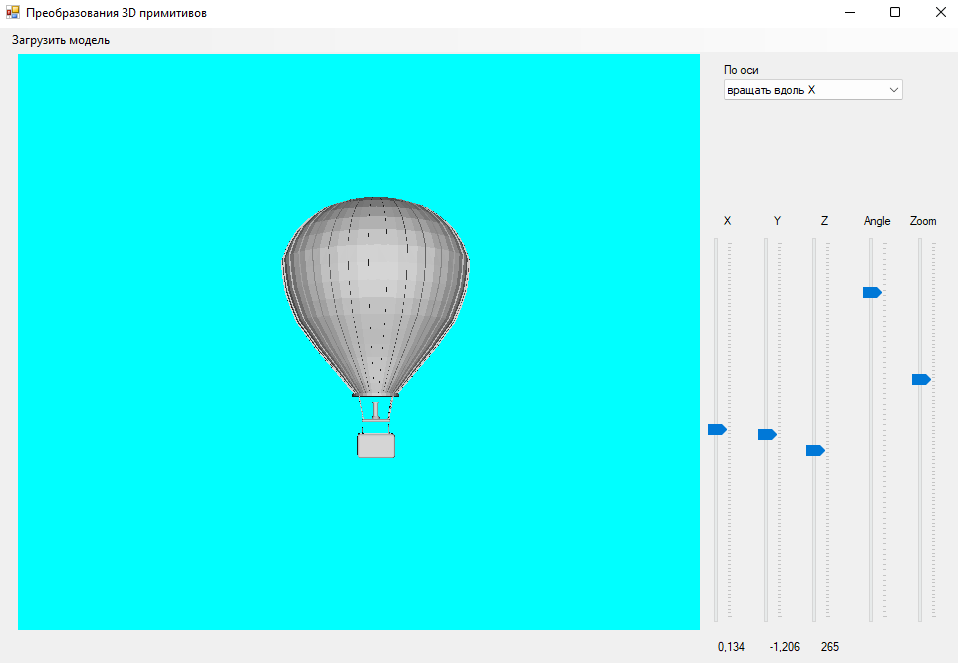 Преобразования 3D примитивов
Загрузить модель
По оси
вращать вдоль X
X Y Z Angle Zoom
0,134 -1,206 265